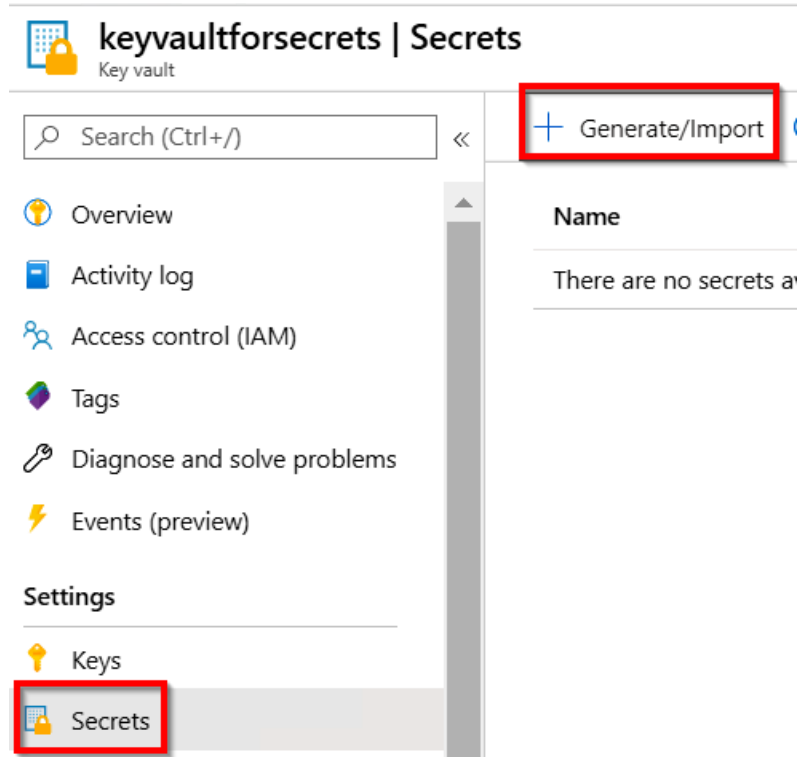 keyvaultforsecrets | Secrets
Key vault
Search (Ctrl+/)
«
Overview
Activity log
Access control (IAM)
Tags
Diagnose and solve problems
Events (preview)
Settings
Keys
Secrets
+ Generate/Import
Name
There are no secrets